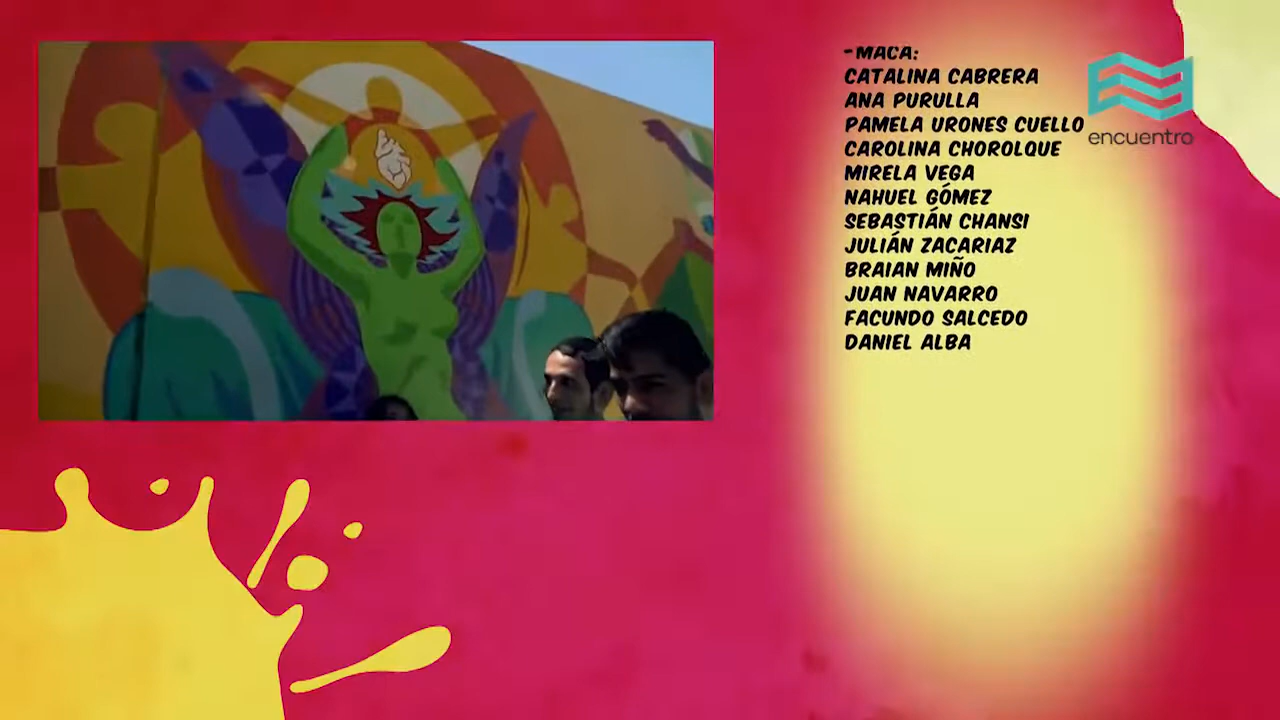 -MACA:
CATALINA CABRERA
ANA PURULLA
PAMELA URONES CUELLO
CAROLINA CHOROLQUE
MIRELA VEGA
NAHUEL GÓMEZ
SEBASTIÁN CHANSI
JULIÁN ZACARIAZ
BRAIAN MIÑO
JUAN NAVARRO
FACUNDO SALCEDO
DANIEL ALBA
encuentro